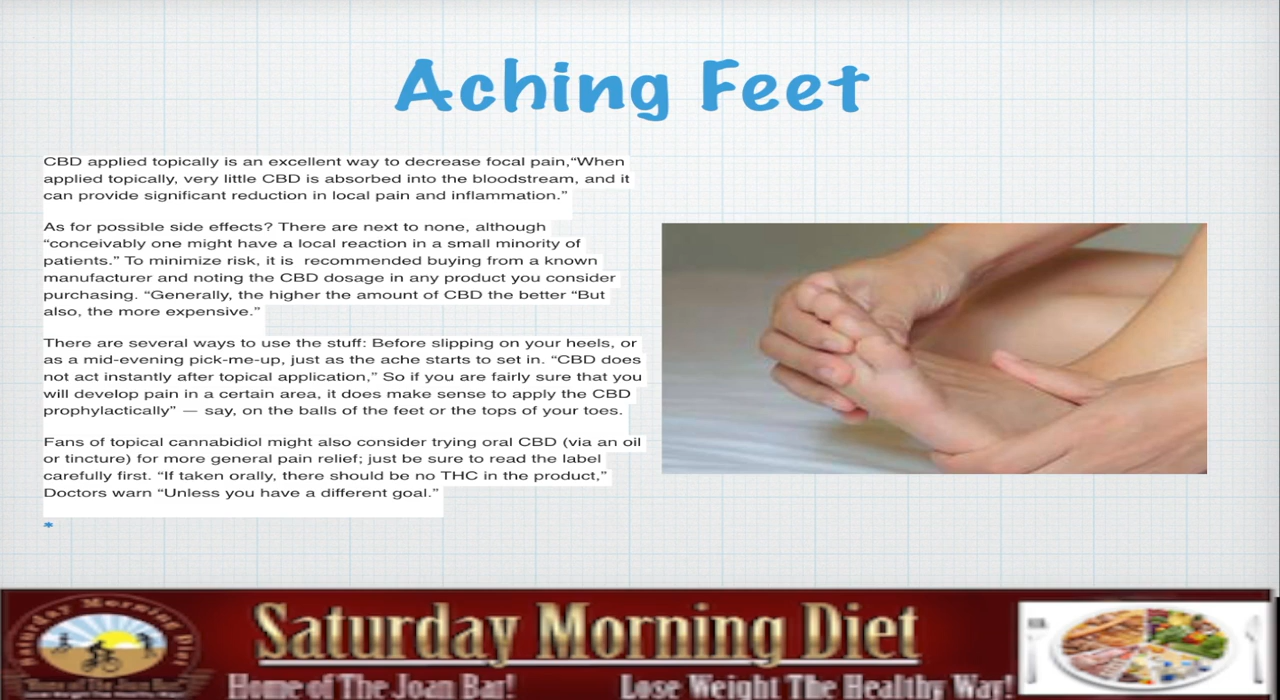 Aching Feet
CBD applied topically is an excellent way to decrease focal pain,“When
applied topically, very little CBD is absorbed into the bloodstream, and it
can provide significant reduction in local pain and inflammation.”
As for possible side effects? There are next to none, although
“conceivably one might have a local reaction in a small minority of
patients.” To minimize risk, it is  recommended buying from a known
manufacturer and noting the CBD dosage in any product you consider
purchasing. “Generally, the higher the amount of CBD the better “But
also, the more expensive.”
There are several ways to use the stuff: Before slipping on your heels, or
as a mid-evening pick-me-up, just as the ache starts to set in. “CBD does
not act instantly after topical application,” So if you are fairly sure that you
will develop pain in a certain area, it does make sense to apply the CBD
prophylactically” — say, on the balls of the feet or the tops of your toes.
Fans of topical cannabidiol might also consider trying oral CBD (via an oil
or tincture) for more general pain relief; just be sure to read the label
carefully first. “If taken orally, there should be no THC in the product,”
Doctors warn “Unless you have a different goal.”
*
Saturday Morning Diet
Saturday Morning Diet
Home of The Joan Bar! Lose Weight The Healthy Way!